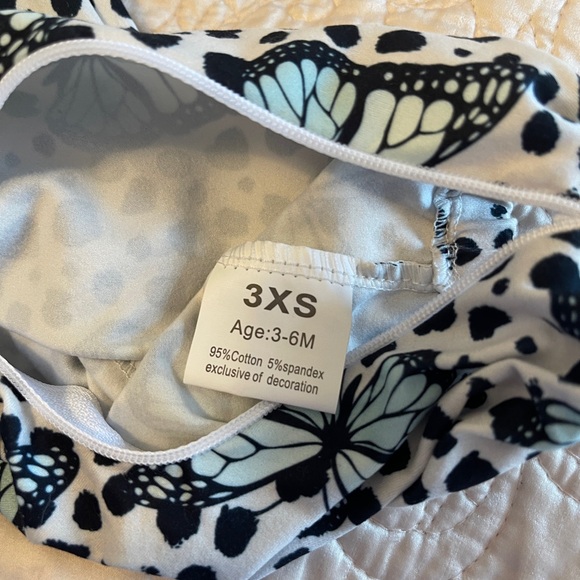 3XS
Age:3-6M
95%Cotton 5%spandex
exclusive of decoration